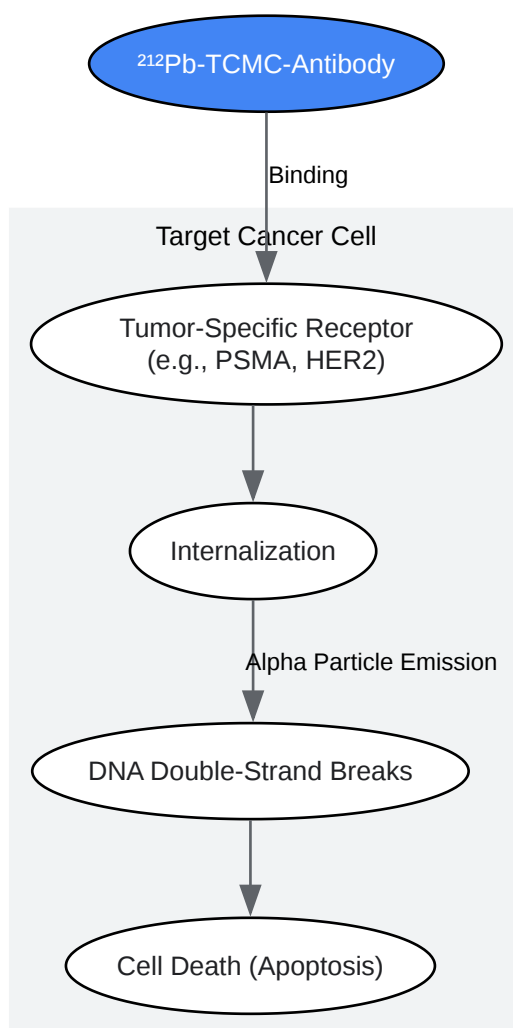 ²¹²Pb-TCMC-Antibody
Binding
Target Cancer Cell
Tumor-Specific Receptor
(e.g., PSMA, HER2)
Internalization
Alpha Particle Emission
DNA Double-Strand Breaks
Cell Death (Apoptosis)